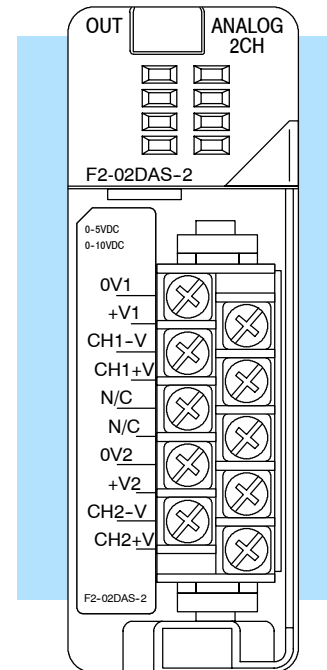 OUT
ANALOG
2CH
F2-02DAS-2
0-5VDC
0-10VDC
0V1
+V1
CH1-V
CH1+V
N/C
N/C
0V2
+V2
CH2-V
CH2+V
F2-02DAS-2